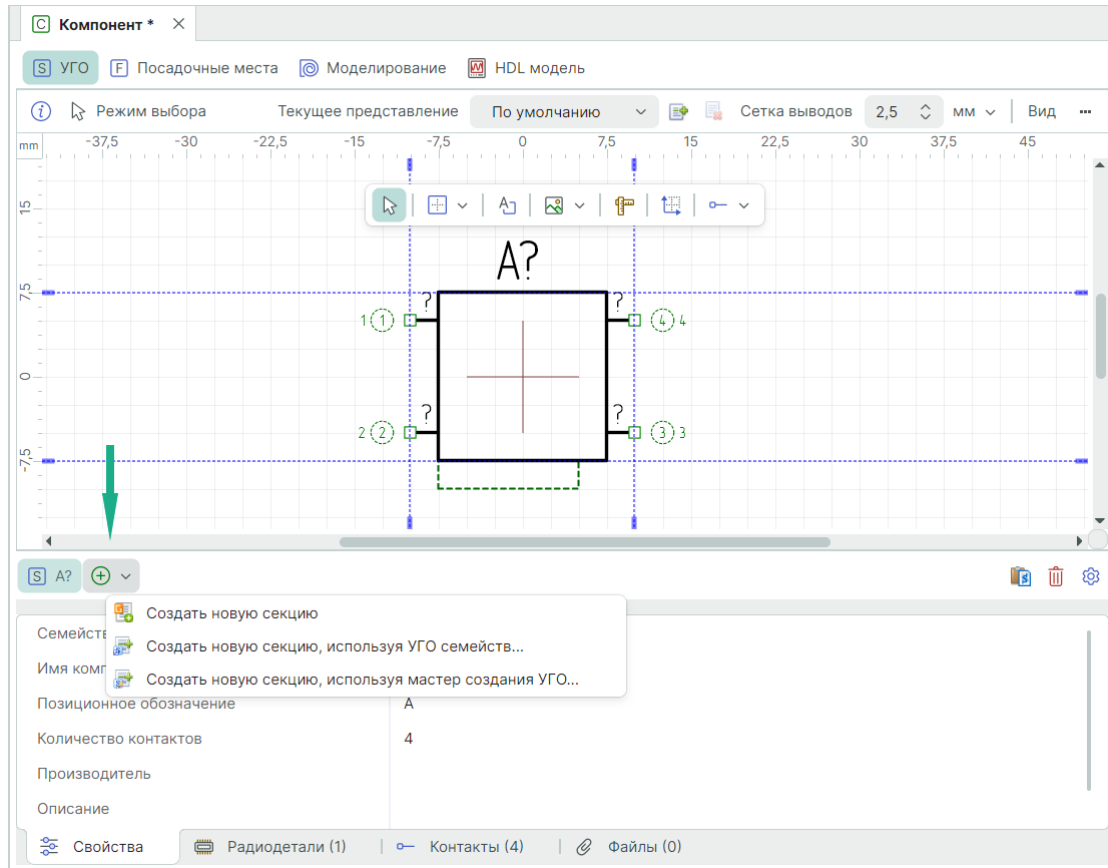 C Компонент *
S УГО F Посадочные места Моделирование HDL модель
i Режим выбора Текущее представление По умолчанию Сетка выводов 2,5 мм Вид
mm -37,5 -30 -22,5 -15 -7,5 0 7,5 15 22,5 30 37,5 45
15
A?
7,5
? ?
1 1 4 4
0
? ?
2 2 3 3
-7,5
S A?
Создать новую секцию
Семейств
Создать новую секцию, используя УГО семейств...
Имя комп
Создать новую секцию, используя мастер создания УГО...
Позиционное обозначение A
Количество контактов 4
Производитель
Описание
Свойства Радиодетали (1) Контакты (4) Файлы (0)